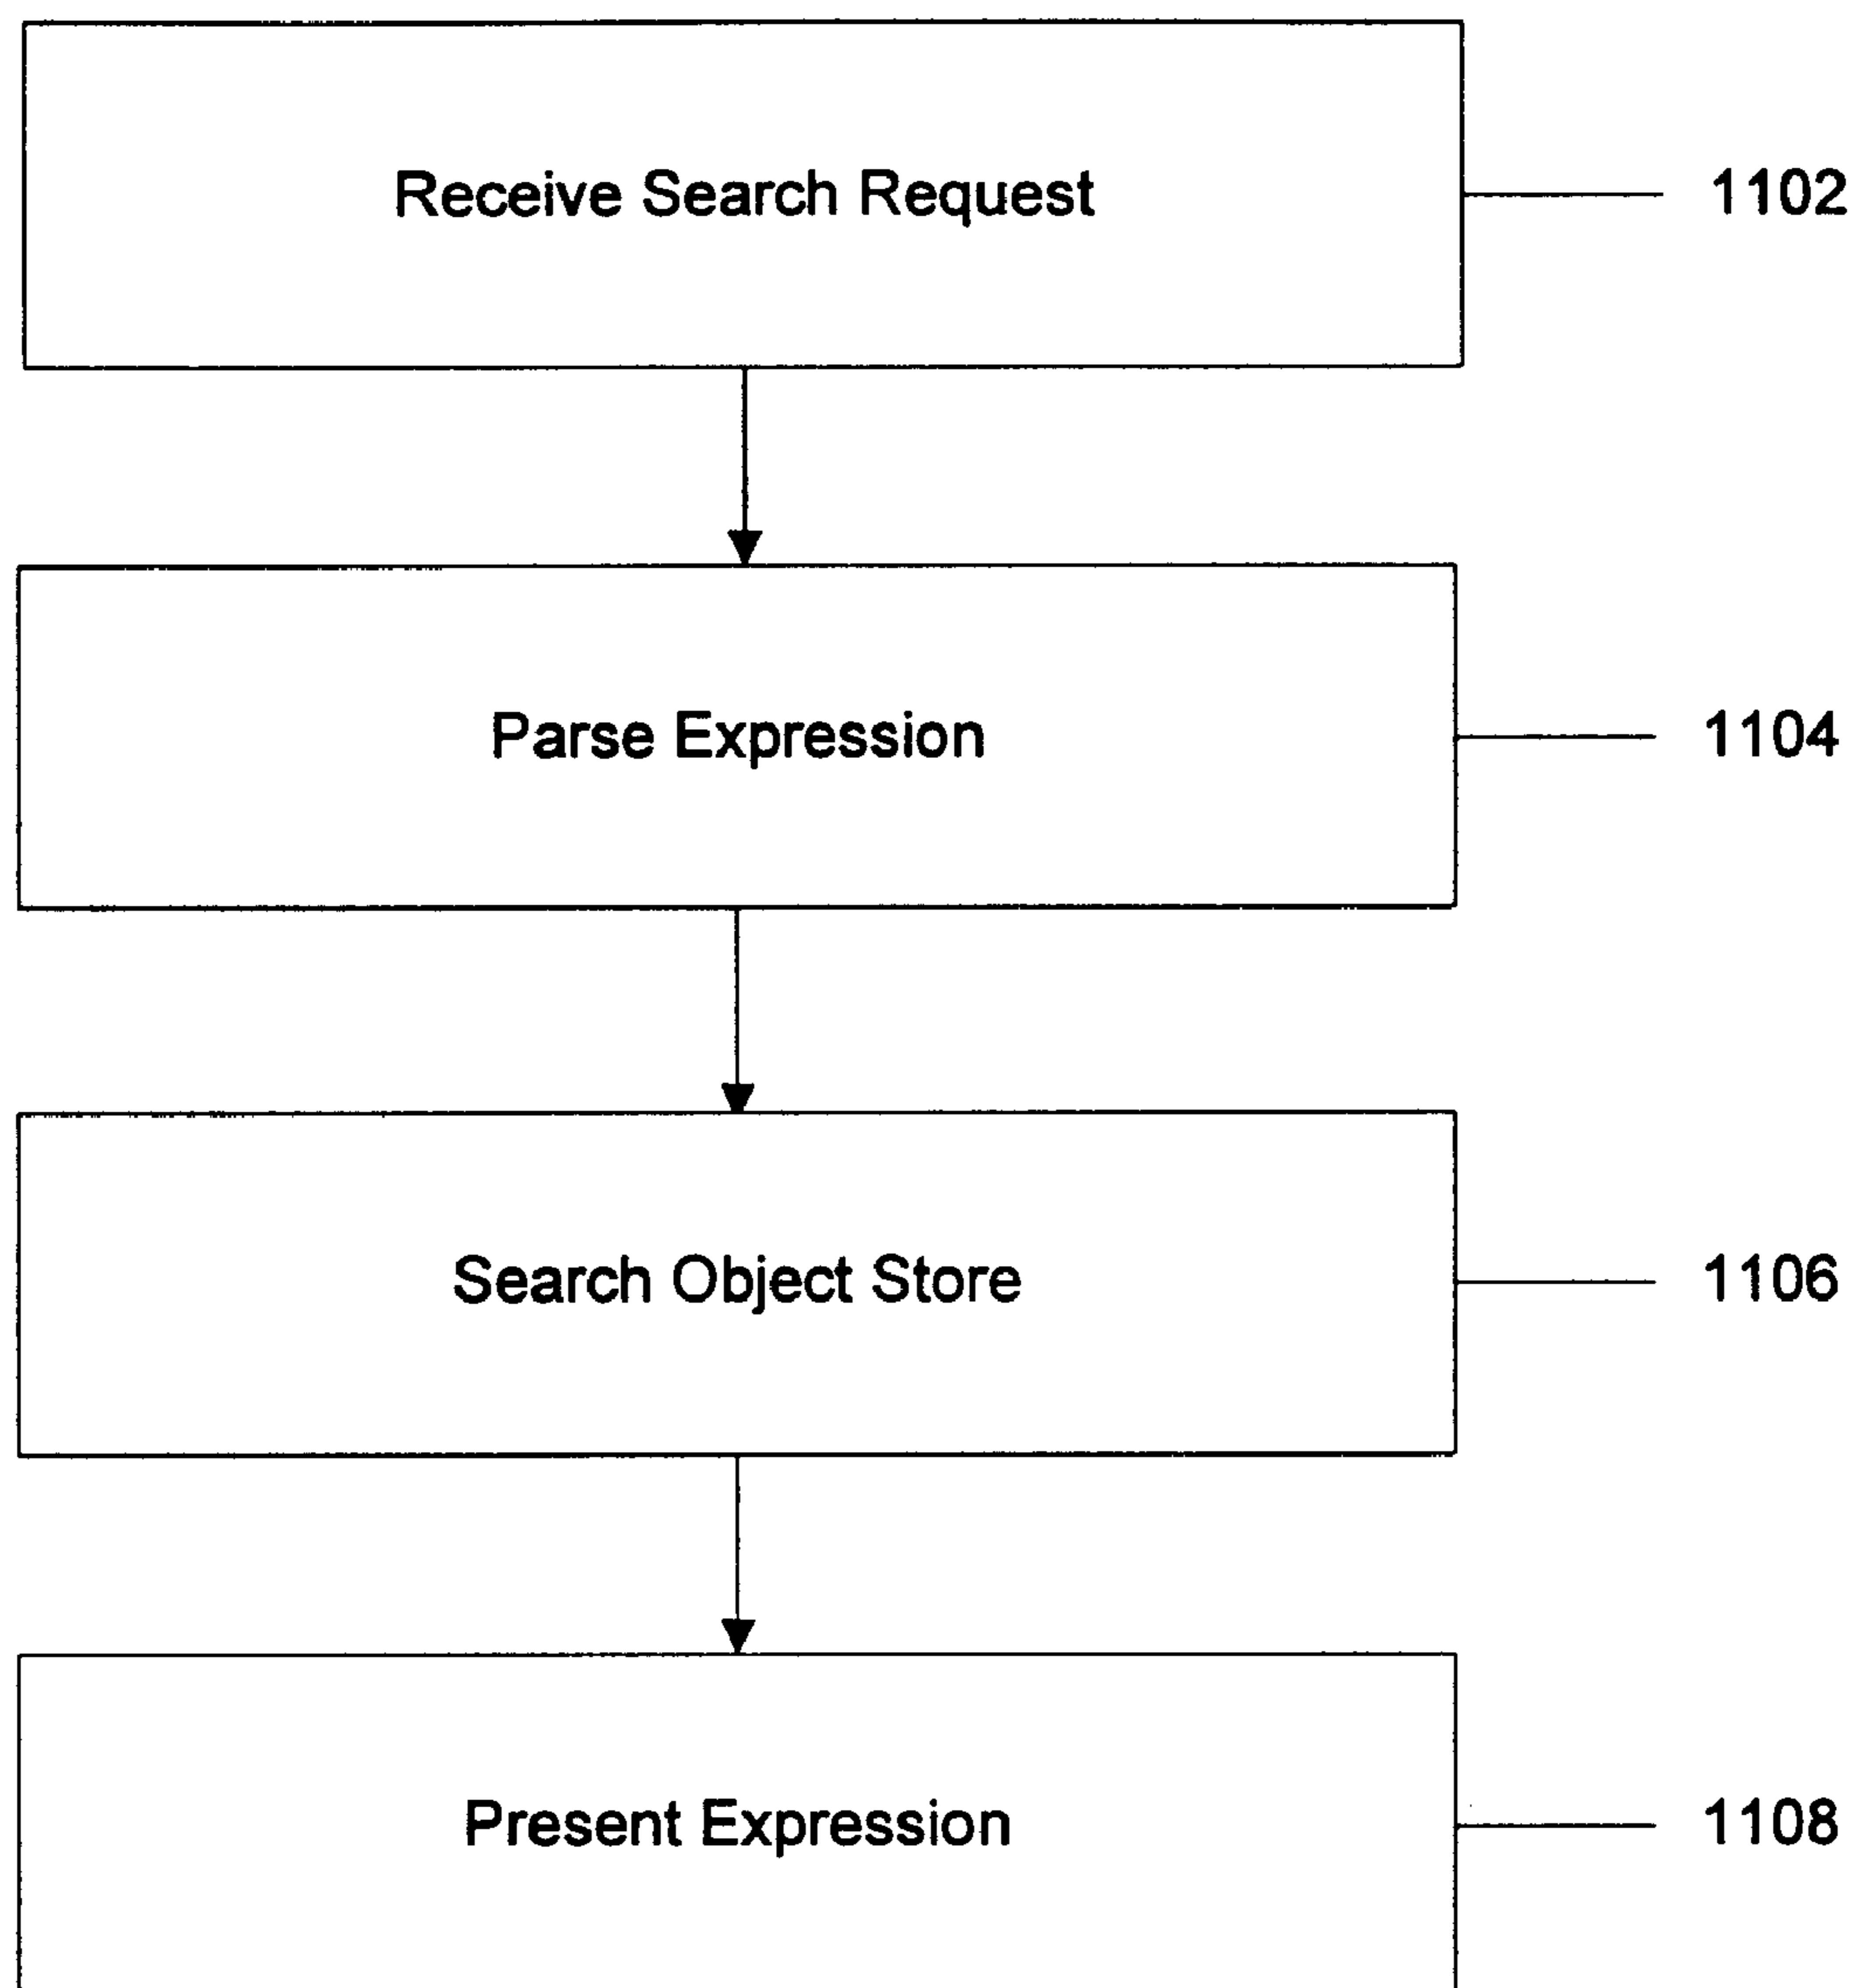 Receive Search Request 1102
Parse Expression 1104
Search Object Store 1106
Present Expression 1108